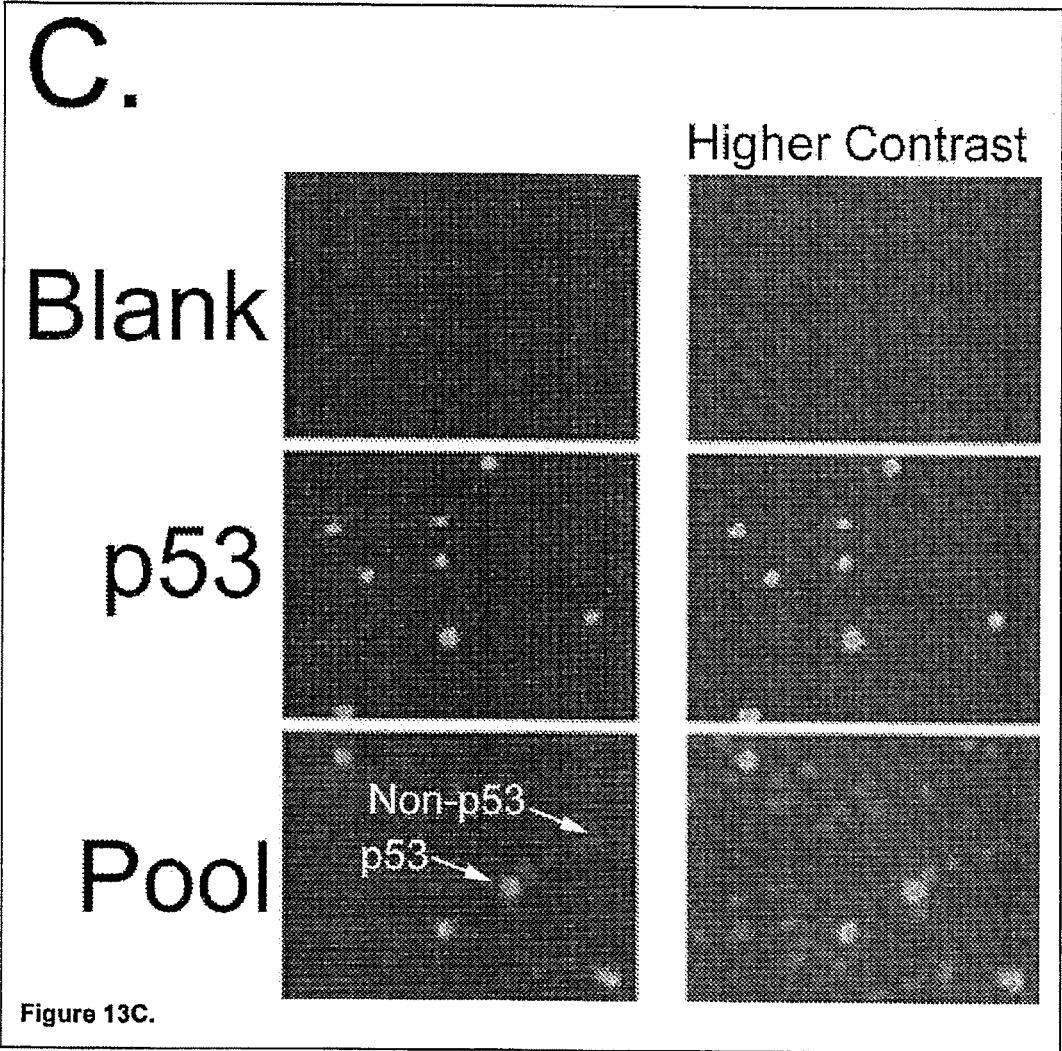 C.
Higher Contrast
Blank
p53
Non-p53
p53
Pool
Figure 13C.